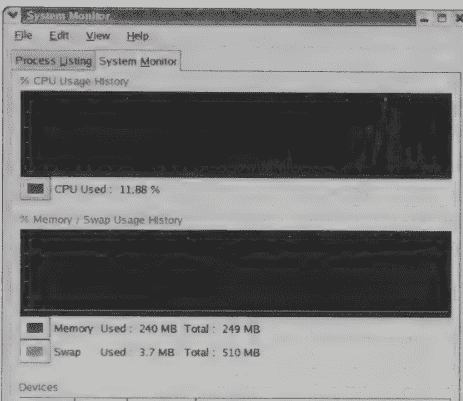 System Monitor
File Edit View Help
Process Listing System Monitor
% CPU Usage History
CPU Used : 11.88 %
% Memory / Swap Usage History
Memory Used : 240 MB Total : 249 MB
Swap Used : 3.7 MB Total : 510 MB
Devices